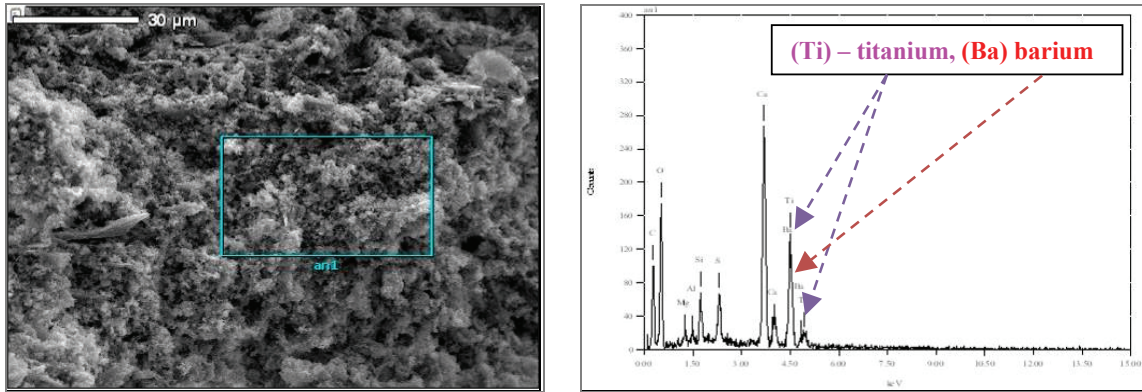 30 µm
arı1
arı1
(Ti) – titanium, (Ba) barium
400
360
320
280
240
200
160
120
80
40
0
Counts
C
O
Mg
Al
Si
S
Ca
Ca
Ti
Ba
Ba
0.00
1.50
3.00
4.50
6.00
7.50
9.00
10.50
12.00
13.50
15.00
keV